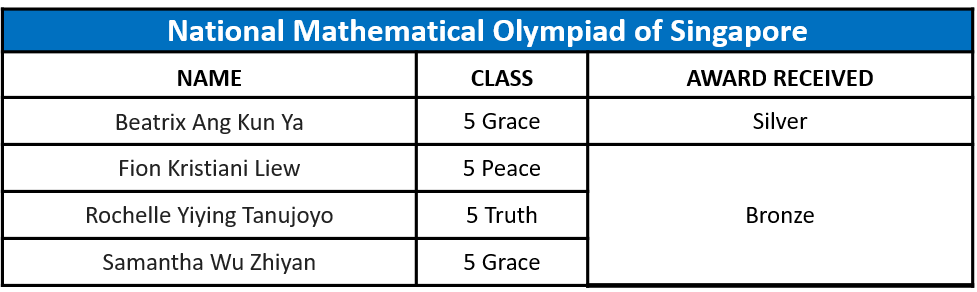 National Mathematical Olympiad of Singapore
NAME CLASS AWARD RECEIVED
Beatrix Ang Kun Ya 5 Grace Silver
Fion Kristiani Liew 5 Peace
Rochelle Yiying Tanujoyo 5 Truth Bronze
Samantha Wu Zhiyan 5 Grace